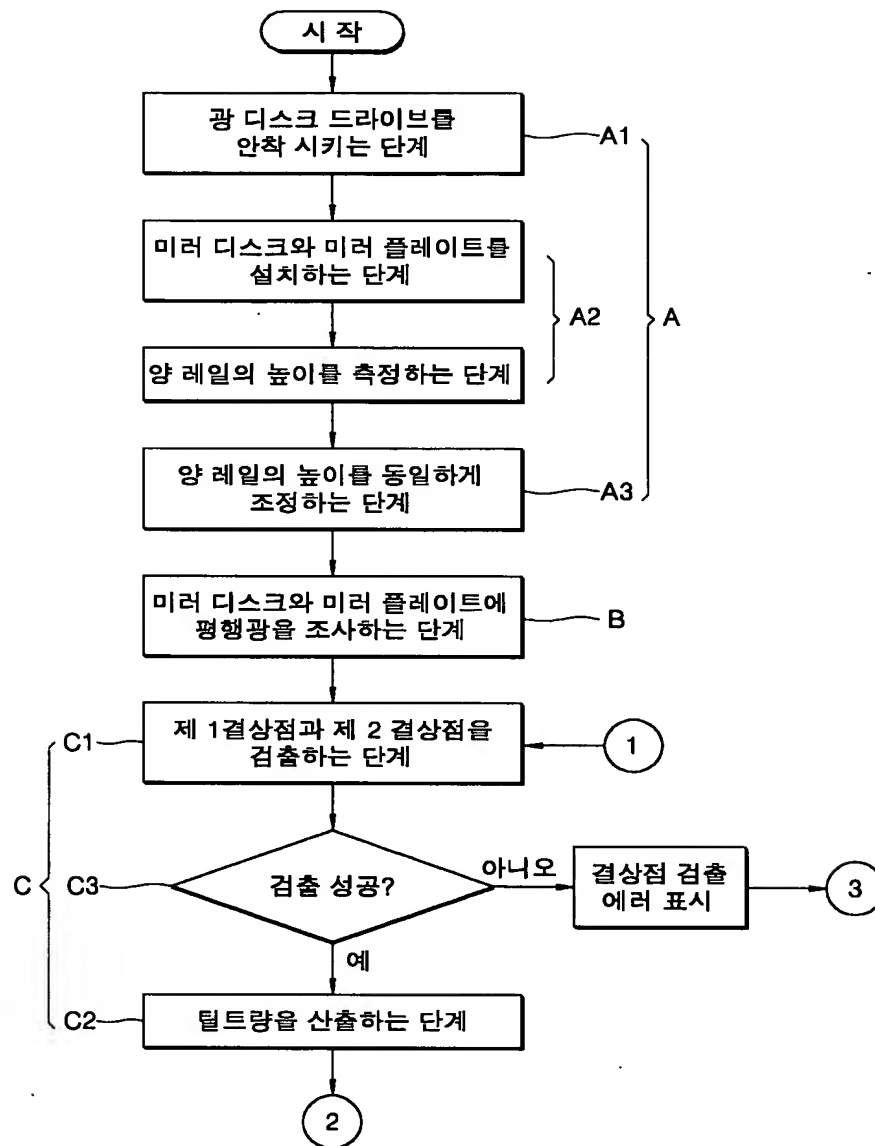 시 작
광 디스크 드라이브를
안착 시키는 단계
A1
미러 디스크와 미러 플레이트를
설치하는 단계
A2
A
양 레일의 높이를 측정하는 단계
양 레일의 높이를 동일하게
조정하는 단계
A3
미러 디스크와 미러 플레이트에
평행광을 조사하는 단계
B
C1
제 1결상점과 제 2 결상점을
검출하는 단계
1
C
C3
검출 성공?
아니오
결상점 검출
에러 표시
3
예
C2
틸트량을 산출하는 단계
2